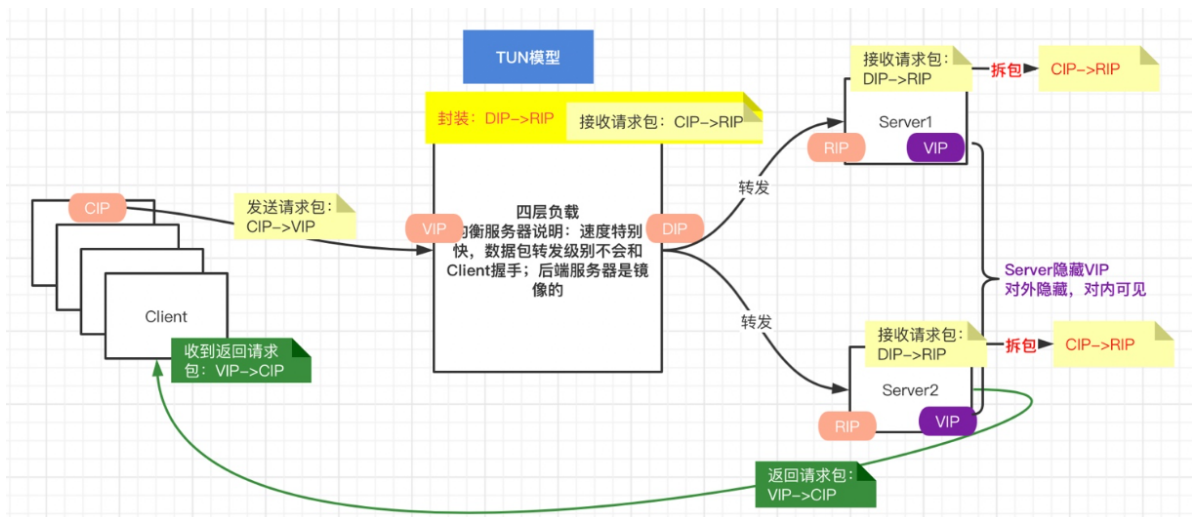 TUN模型
封装：DIP->RIP
接收请求包：CIP->RIP
接收请求包：
DIP->RIP
拆包
CIP->RIP
Server1
RIP
VIP
转发
CIP
发送请求包：
CIP->VIP
VIP
四层负载
均衡服务器说明：速度特别
快，数据包转发级别不会和
Client握手；后端服务器是镜
像的
DIP
Server隐藏VIP
对外隐藏，对内可见
Client
收到返回请求
包：VIP->CIP
转发
接收请求包：
DIP->RIP
拆包
CIP->RIP
Server2
RIP
VIP
返回请求包：
VIP->CIP